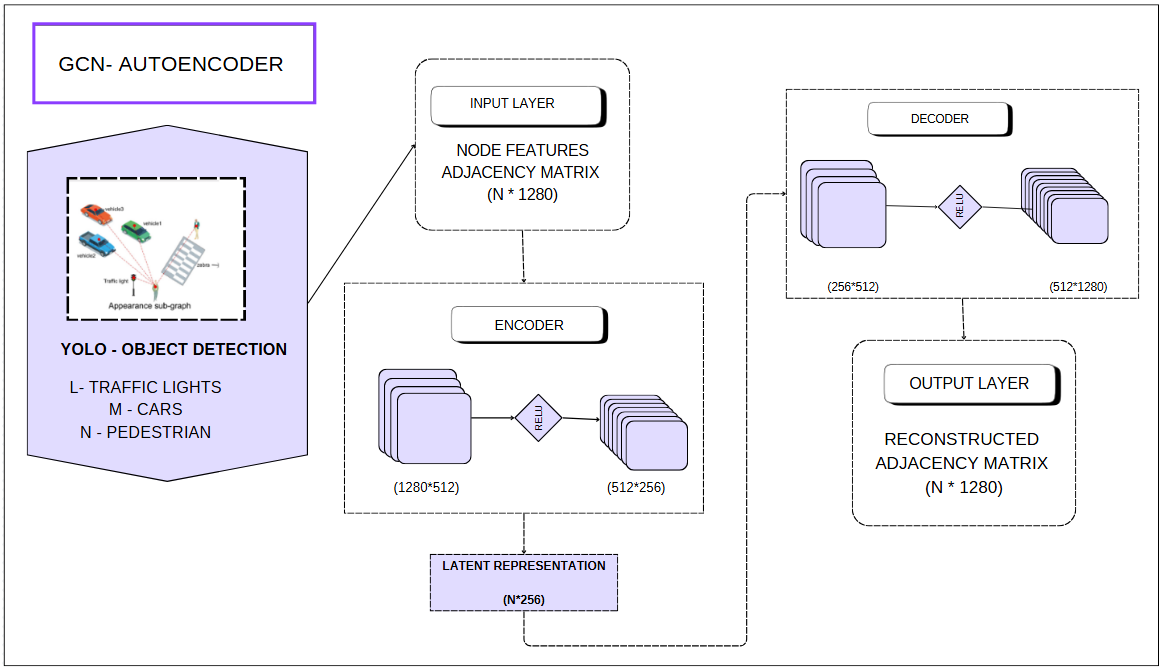 GCN- AUTOENCODER
vehicle3
vehicle1
vehicle2
zebra
Traffic light
Appearance sub-graph
YOLO - OBJECT DETECTION
L- TRAFFIC LIGHTS
M - CARS
N - PEDESTRIAN
INPUT LAYER
NODE FEATURES
ADJACENCY MATRIX
(N * 1280)
ENCODER
RELU
(1280*512)
(512*256)
LATENT REPRESENTATION
(N*256)
DECODER
RELU
(256*512)
(512*1280)
OUTPUT LAYER
RECONSTRUCTED
ADJACENCY MATRIX
(N * 1280)